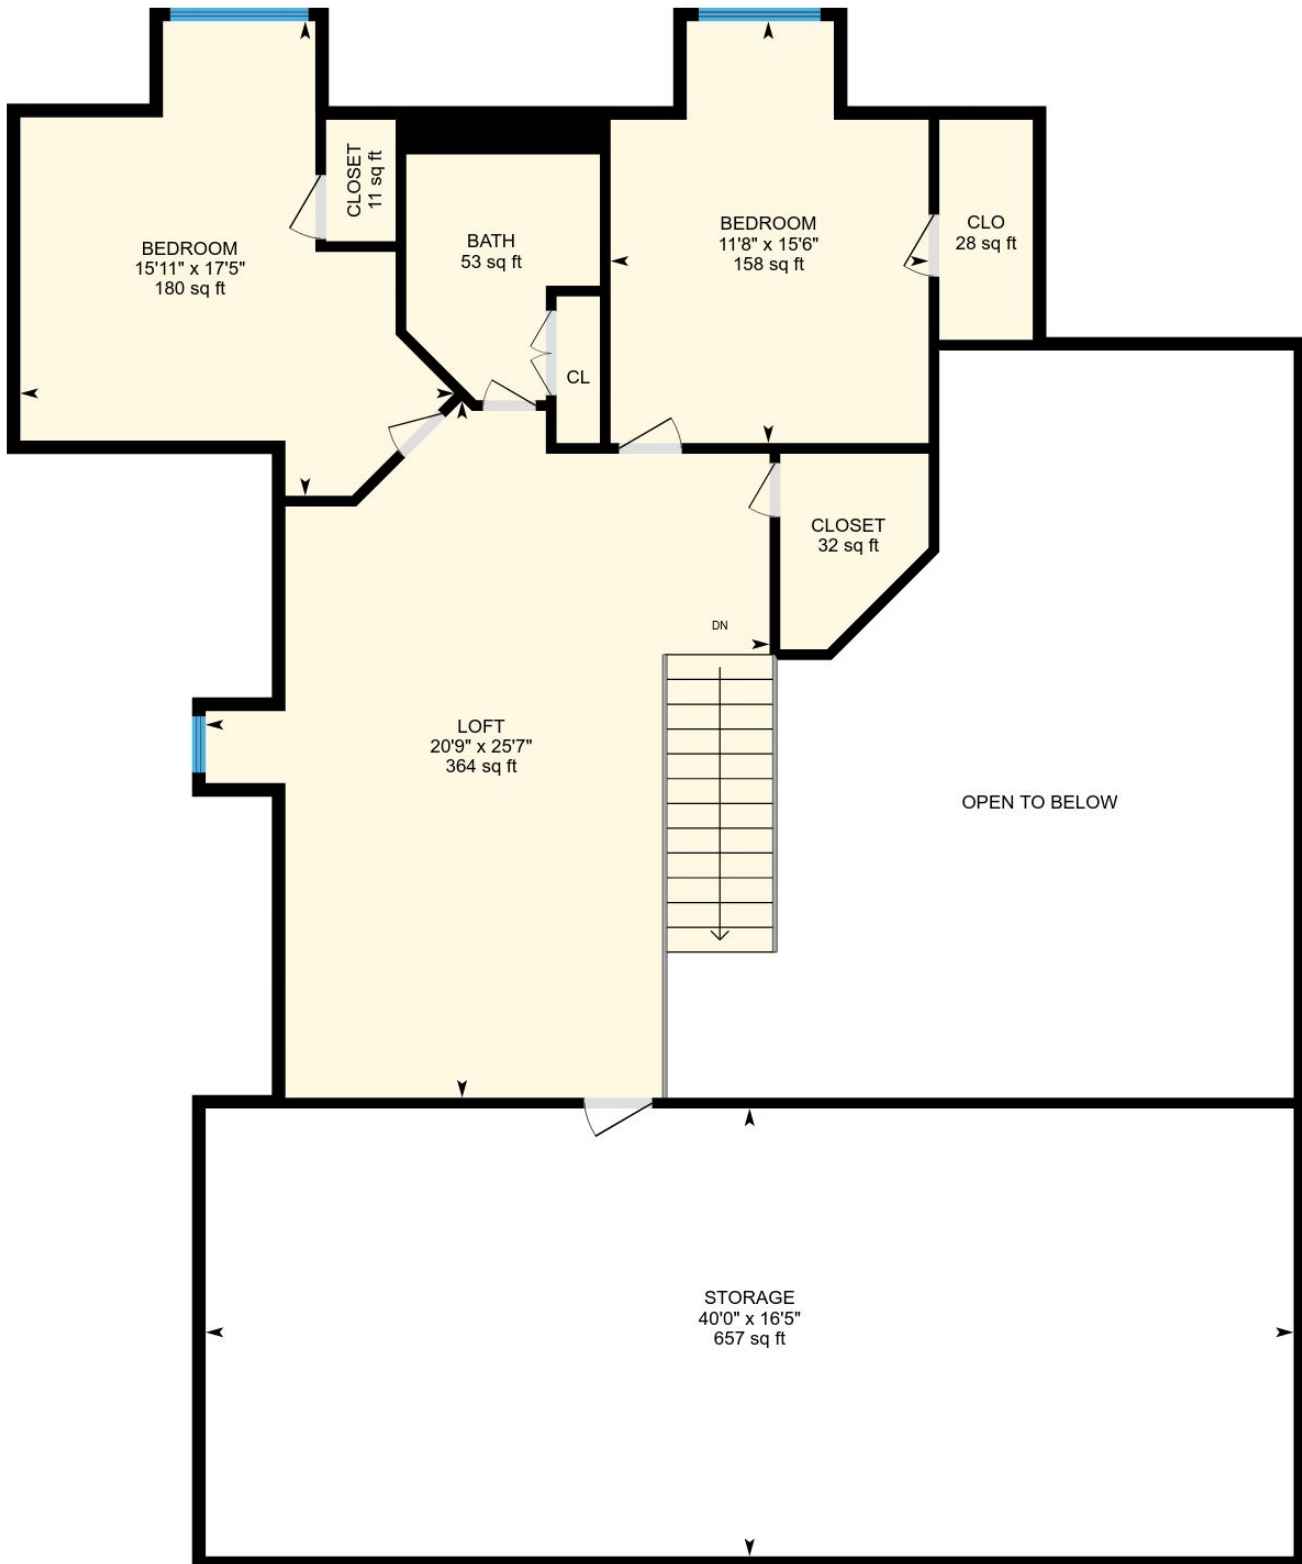 CLOSET
11 sq ft
BEDROOM
15'11" x 17'5"
180 sq ft
BATH
53 sq ft
BEDROOM
11'8" x 15'6"
158 sq ft
CLO
28 sq ft
CL
CLOSET
32 sq ft
DN
LOFT
20'9" x 25'7"
364 sq ft
OPEN TO BELOW
STORAGE
40'0" x 16'5"
657 sq ft